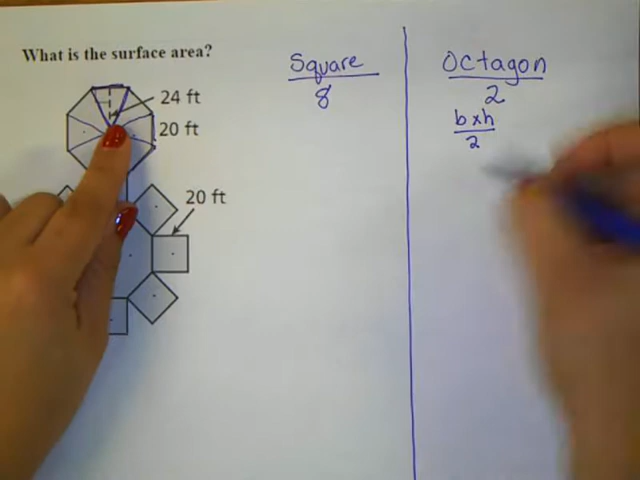 What is the surface area?
24 ft
20 ft
20 ft
Square
8
Octagon
2
b x h
2